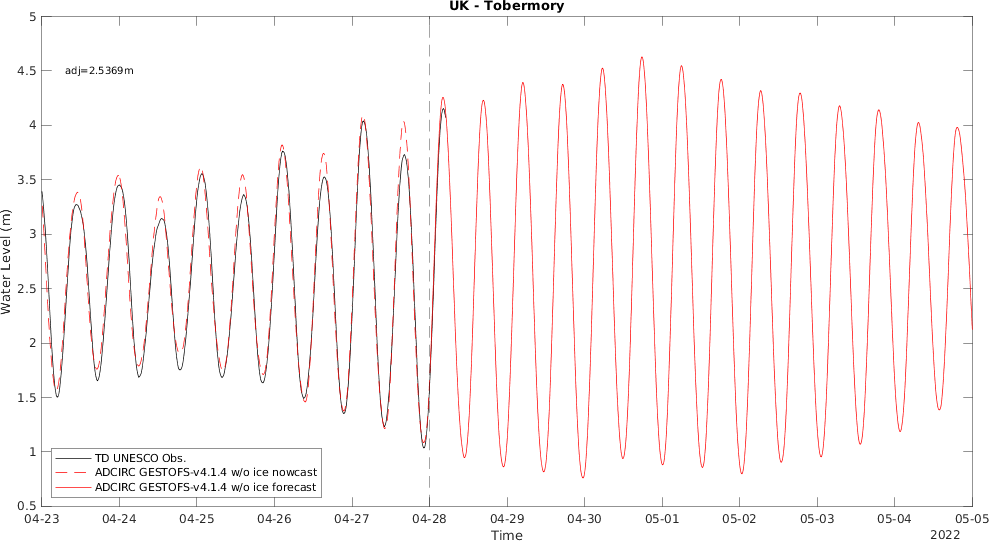 UK - Tobermory
5
4.5
4
3.5
3
2.5
2
1.5
1
0.5
Water Level (m)
adj=2.5369m
TD UNESCO Obs.
ADCIRC GESTOFS-v4.1.4 w/o ice nowcast
ADCIRC GESTOFS-v4.1.4 w/o ice forecast
04-23 04-24 04-25 04-26 04-27 04-28 04-29 04-30 05-01 05-02 05-03 05-04 05-05
Time
2022